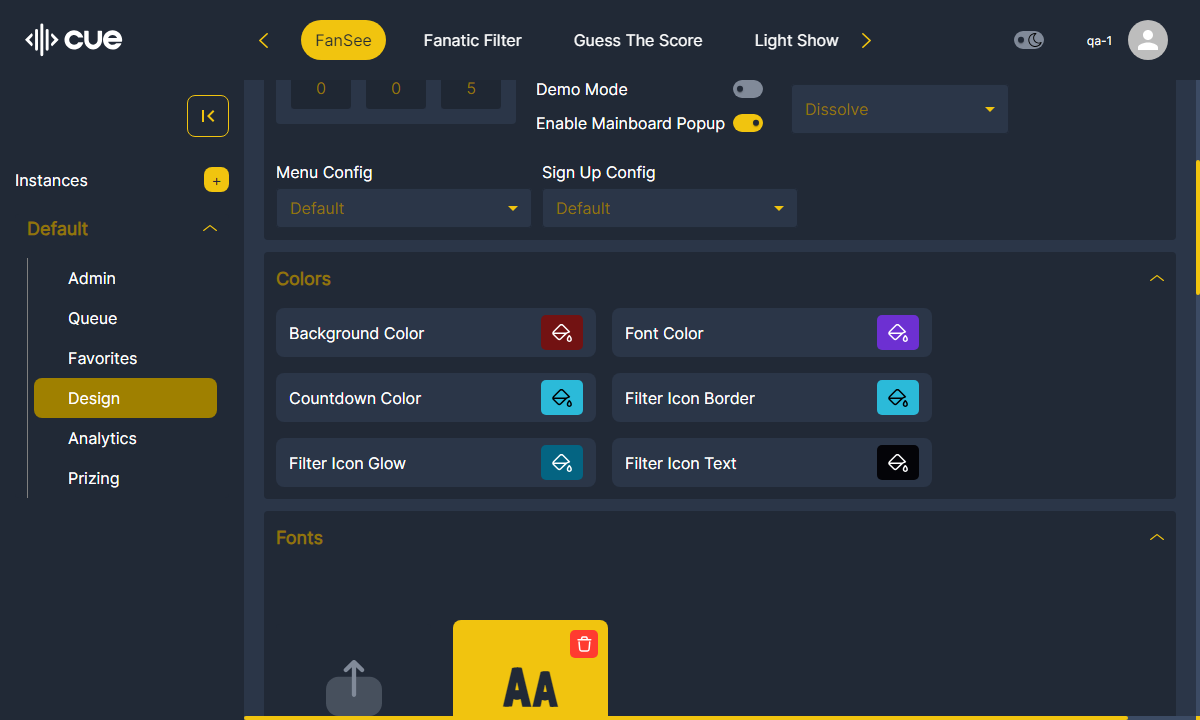 cue
FanSee
Fanatic Filter
Guess The Score
Light Show
qa-1
Instances
+
Default
Admin
Queue
Favorites
Design
Analytics
Prizing
0
0
5
Demo Mode
Enable Mainboard Popup
Dissolve
Menu Config
Sign Up Config
Default
Default
Colors
Background Color
Font Color
Countdown Color
Filter Icon Border
Filter Icon Glow
Filter Icon Text
Fonts
AA